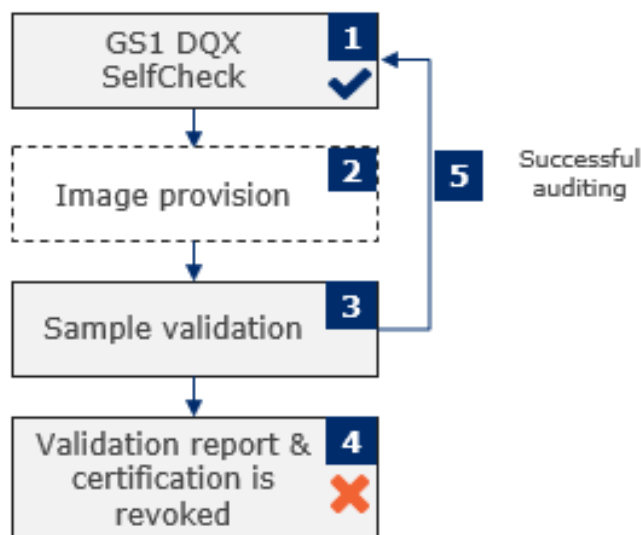 1
GS1 DQX
SelfCheck
2
Image provision
5
Successful
auditing
3
Sample validation
4
Validation report &
certification is
revoked